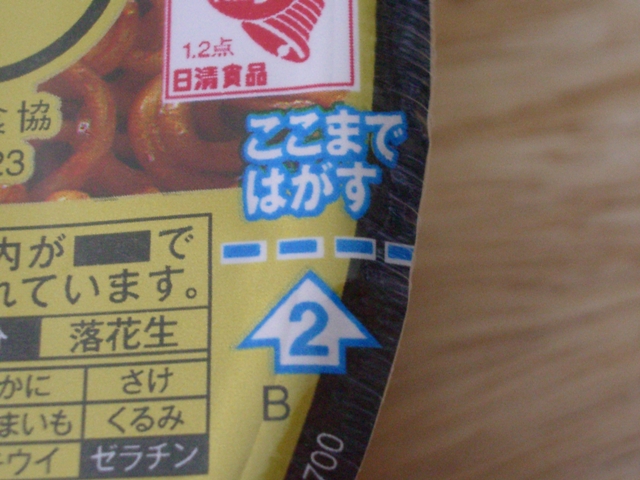 1.2点
日清食品
食協
23
ここまで
はがす
内が
で
れています。
落花生
かに
さけ
まいも
くるみ
ウイ
ゼラチン
2
B
700